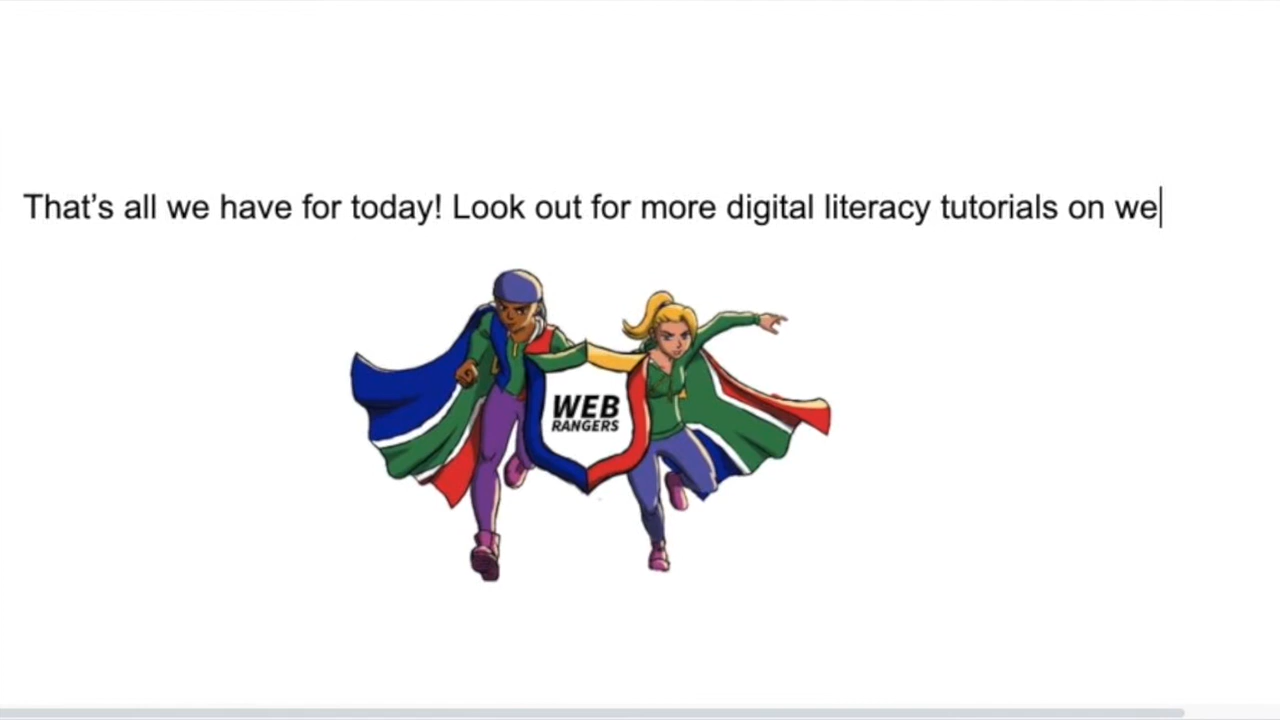 That’s all we have for today! Look out for more digital literacy tutorials on we
WEB
RANGERS